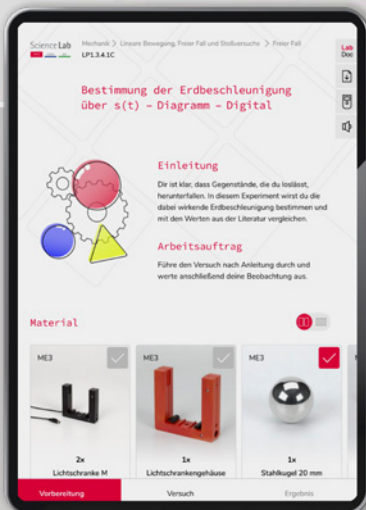 Science Lab
Mechanik > Lineare Bewegung, Freier Fall und Stoßversuche > Freier Fall
LP1.3.4.1C
Lab
Doc
Bestimmung der Erdbeschleunigung
über s(t) – Diagramm – Digital
Einleitung
Dir ist klar, dass Gegenstände, die du loslässt,
herunterfallen. In diesem Experiment wirst du die
dabei wirkende Erdbeschleunigung bestimmen und
mit den Werten aus der Literatur vergleichen.
Arbeitsauftrag
Führe den Versuch nach Anleitung durch und
werte anschließend deine Beobachtung aus.
Material
ME3
2x
Lichtschranke M
ME3
1x
Lichtschrankengehäuse
ME3
1x
Stahlkugel 20 mm
Vorbereitung
Versuch
Ergebnis